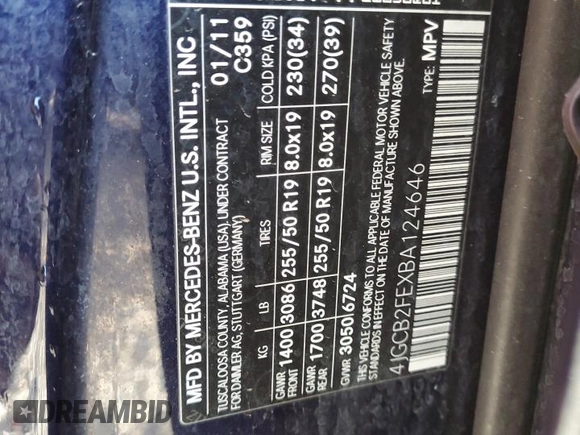 MFD BY MERCEDES-BENZ U.S. INTL., INC
TUSCALOOSA COUNTY, ALABAMA (USA). UNDER CONTRACT
FOR DAIMLER AG, STUTTGART (GERMANY) 01/11 C359
KG LB TIRES RIM SIZE COLD KPA (PSI)
GAWR FRONT 1400 3086 255/50 R19 8.0x19 230(34)
GAWR REAR 1700 3748 255/50 R19 8.0x19 270(39)
GVWR 3050 6724
THIS VEHICLE CONFORMS TO ALL APPLICABLE FEDERAL MOTOR VEHICLE SAFETY
STANDARDS IN EFFECT ON THE DATE OF MANUFACTURE SHOWN ABOVE.
4JGCB2FEXBA124646 TYPE: MPV
DREAMBID